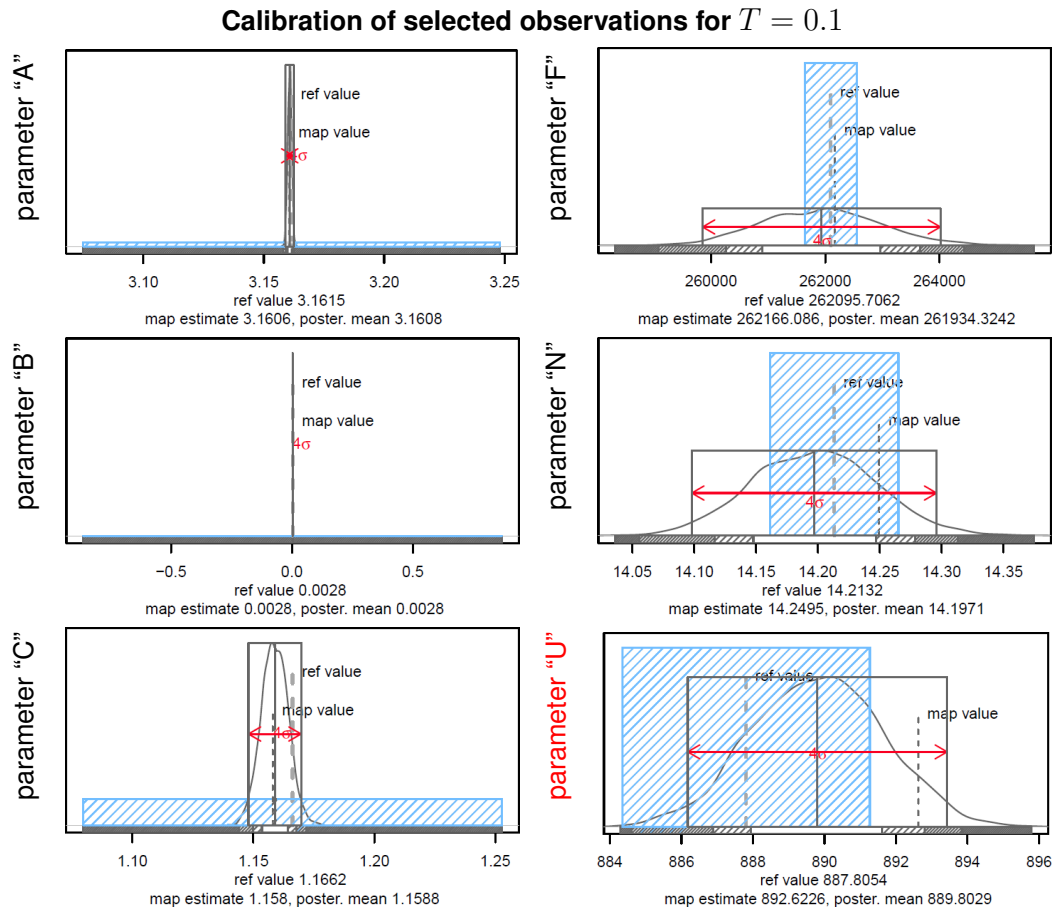 Calibration of selected observations for T = 0.1
parameter “A”
ref value
map value
4σ
3.10 3.15 3.20 3.25
ref value 3.1615
map estimate 3.1606, poster. mean 3.1608
parameter “F”
ref value
map value
4σ
260000 262000 264000
ref value 262095.7062
map estimate 262166.086, poster. mean 261934.3242
parameter “B”
ref value
map value
4σ
−0.5 0.0 0.5
ref value 0.0028
map estimate 0.0028, poster. mean 0.0028
parameter “N”
ref value
map value
4σ
14.05 14.10 14.15 14.20 14.25 14.30 14.35
ref value 14.2132
map estimate 14.2495, poster. mean 14.1971
parameter “C”
ref value
map value
4σ
1.10 1.15 1.20 1.25
ref value 1.1662
map estimate 1.158, poster. mean 1.1588
parameter “U”
ref value
map value
4σ
884 886 888 890 892 894 896
ref value 887.8054
map estimate 892.6226, poster. mean 889.8029